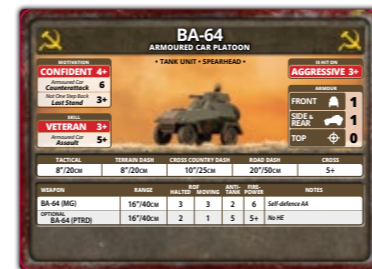 BA-64
ARMOURED CAR PLATOON
• TANK UNIT • SPEARHEAD •
MOTIVATION
CONFIDENT 4+
Armoured Car
Counterattack 6
Not One Step Back
Last Stand 3+
SKILL
VETERAN 3+
Armoured Car
Assault 5+
IS HIT ON
AGGRESSIVE 3+
ARMOUR
FRONT 1
SIDE & REAR 1
TOP 0
TACTICAL TERRAIN DASH CROSS COUNTRY DASH ROAD DASH CROSS
8"/20CM 8"/20CM 10"/25CM 20"/50CM 5+
WEAPON RANGE ROF HALTED MOVING ANTI-TANK FIRE-POWER NOTES
BA-64 (MG) 16"/40CM 3 3 2 6 Self-defence AA
OPTIONAL
BA-64 (PTRD) 16"/40CM 2 1 5 5+ No HE